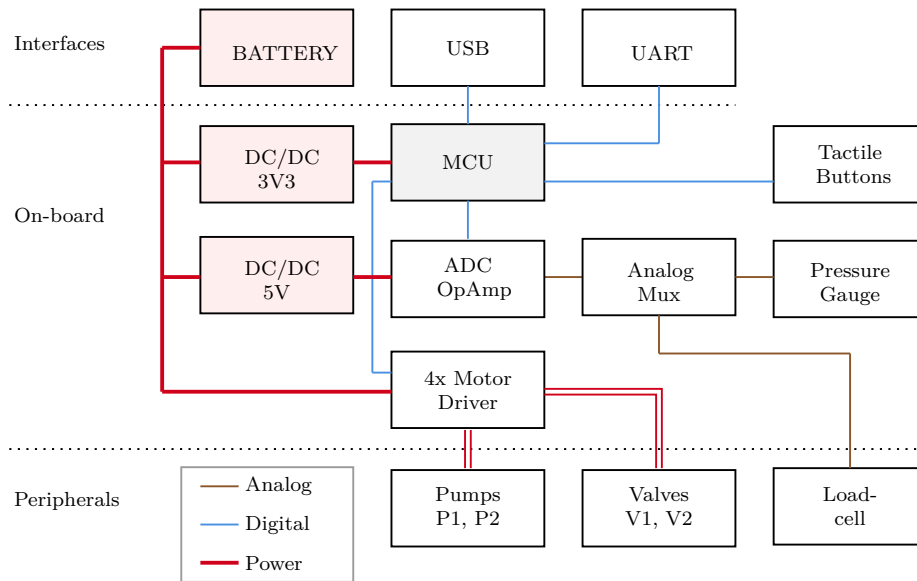 Interfaces
BATTERY
USB
UART
DC/DC
3V3
MCU
Tactile
Buttons
On-board
DC/DC
5V
ADC
OpAmp
Analog
Mux
Pressure
Gauge
4x Motor
Driver
Peripherals
Analog
Digital
Power
Pumps
P1, P2
Valves
V1, V2
Load-
cell